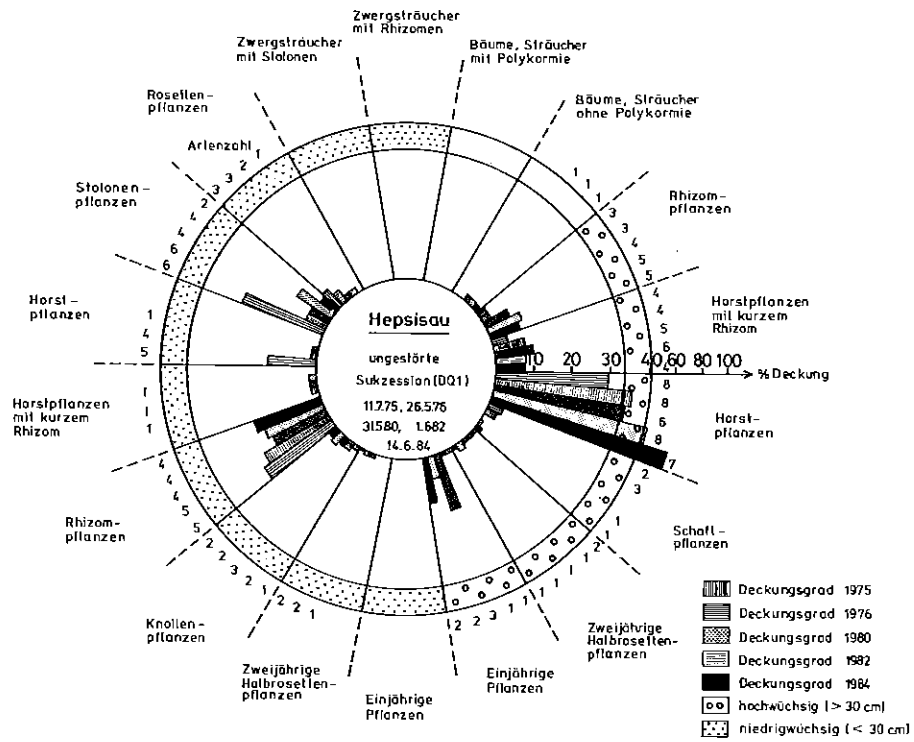 Zwergsträucher
mit Rhizomen
Zwergsträucher
mit Stolonen
Bäume, Sträucher
mit Polykormie
Bäume, Sträucher
ohne Polykormie
Rosetten-
pflanzen
Artenzahl
Stolonen-
pflanzen
Rhizom-
pflanzen
Horst-
pflanzen
Horstpflanzen
mit kurzem
Rhizom
10 20 30 40 60 80 100
% Deckung
Hepsisau
ungestörte
Sukzession (DQ1)
11.7.75, 26.5.76
31.5.80, 1.6.82
14.6.84
Horstpflanzen
mit kurzem
Rhizom
Horst-
pflanzen
Rhizom-
pflanzen
Schaft-
pflanzen
Knollen-
pflanzen
Zweijährige
Halbrosetten-
pflanzen
Einjährige
Pflanzen
Einjährige
Pflanzen
Zweijährige
Halbrosetten-
pflanzen
Deckungsgrad 1975
Deckungsgrad 1976
Deckungsgrad 1980
Deckungsgrad 1982
Deckungsgrad 1984
hochwüchsig (> 30 cm)
niedrigwüchsig (< 30 cm)